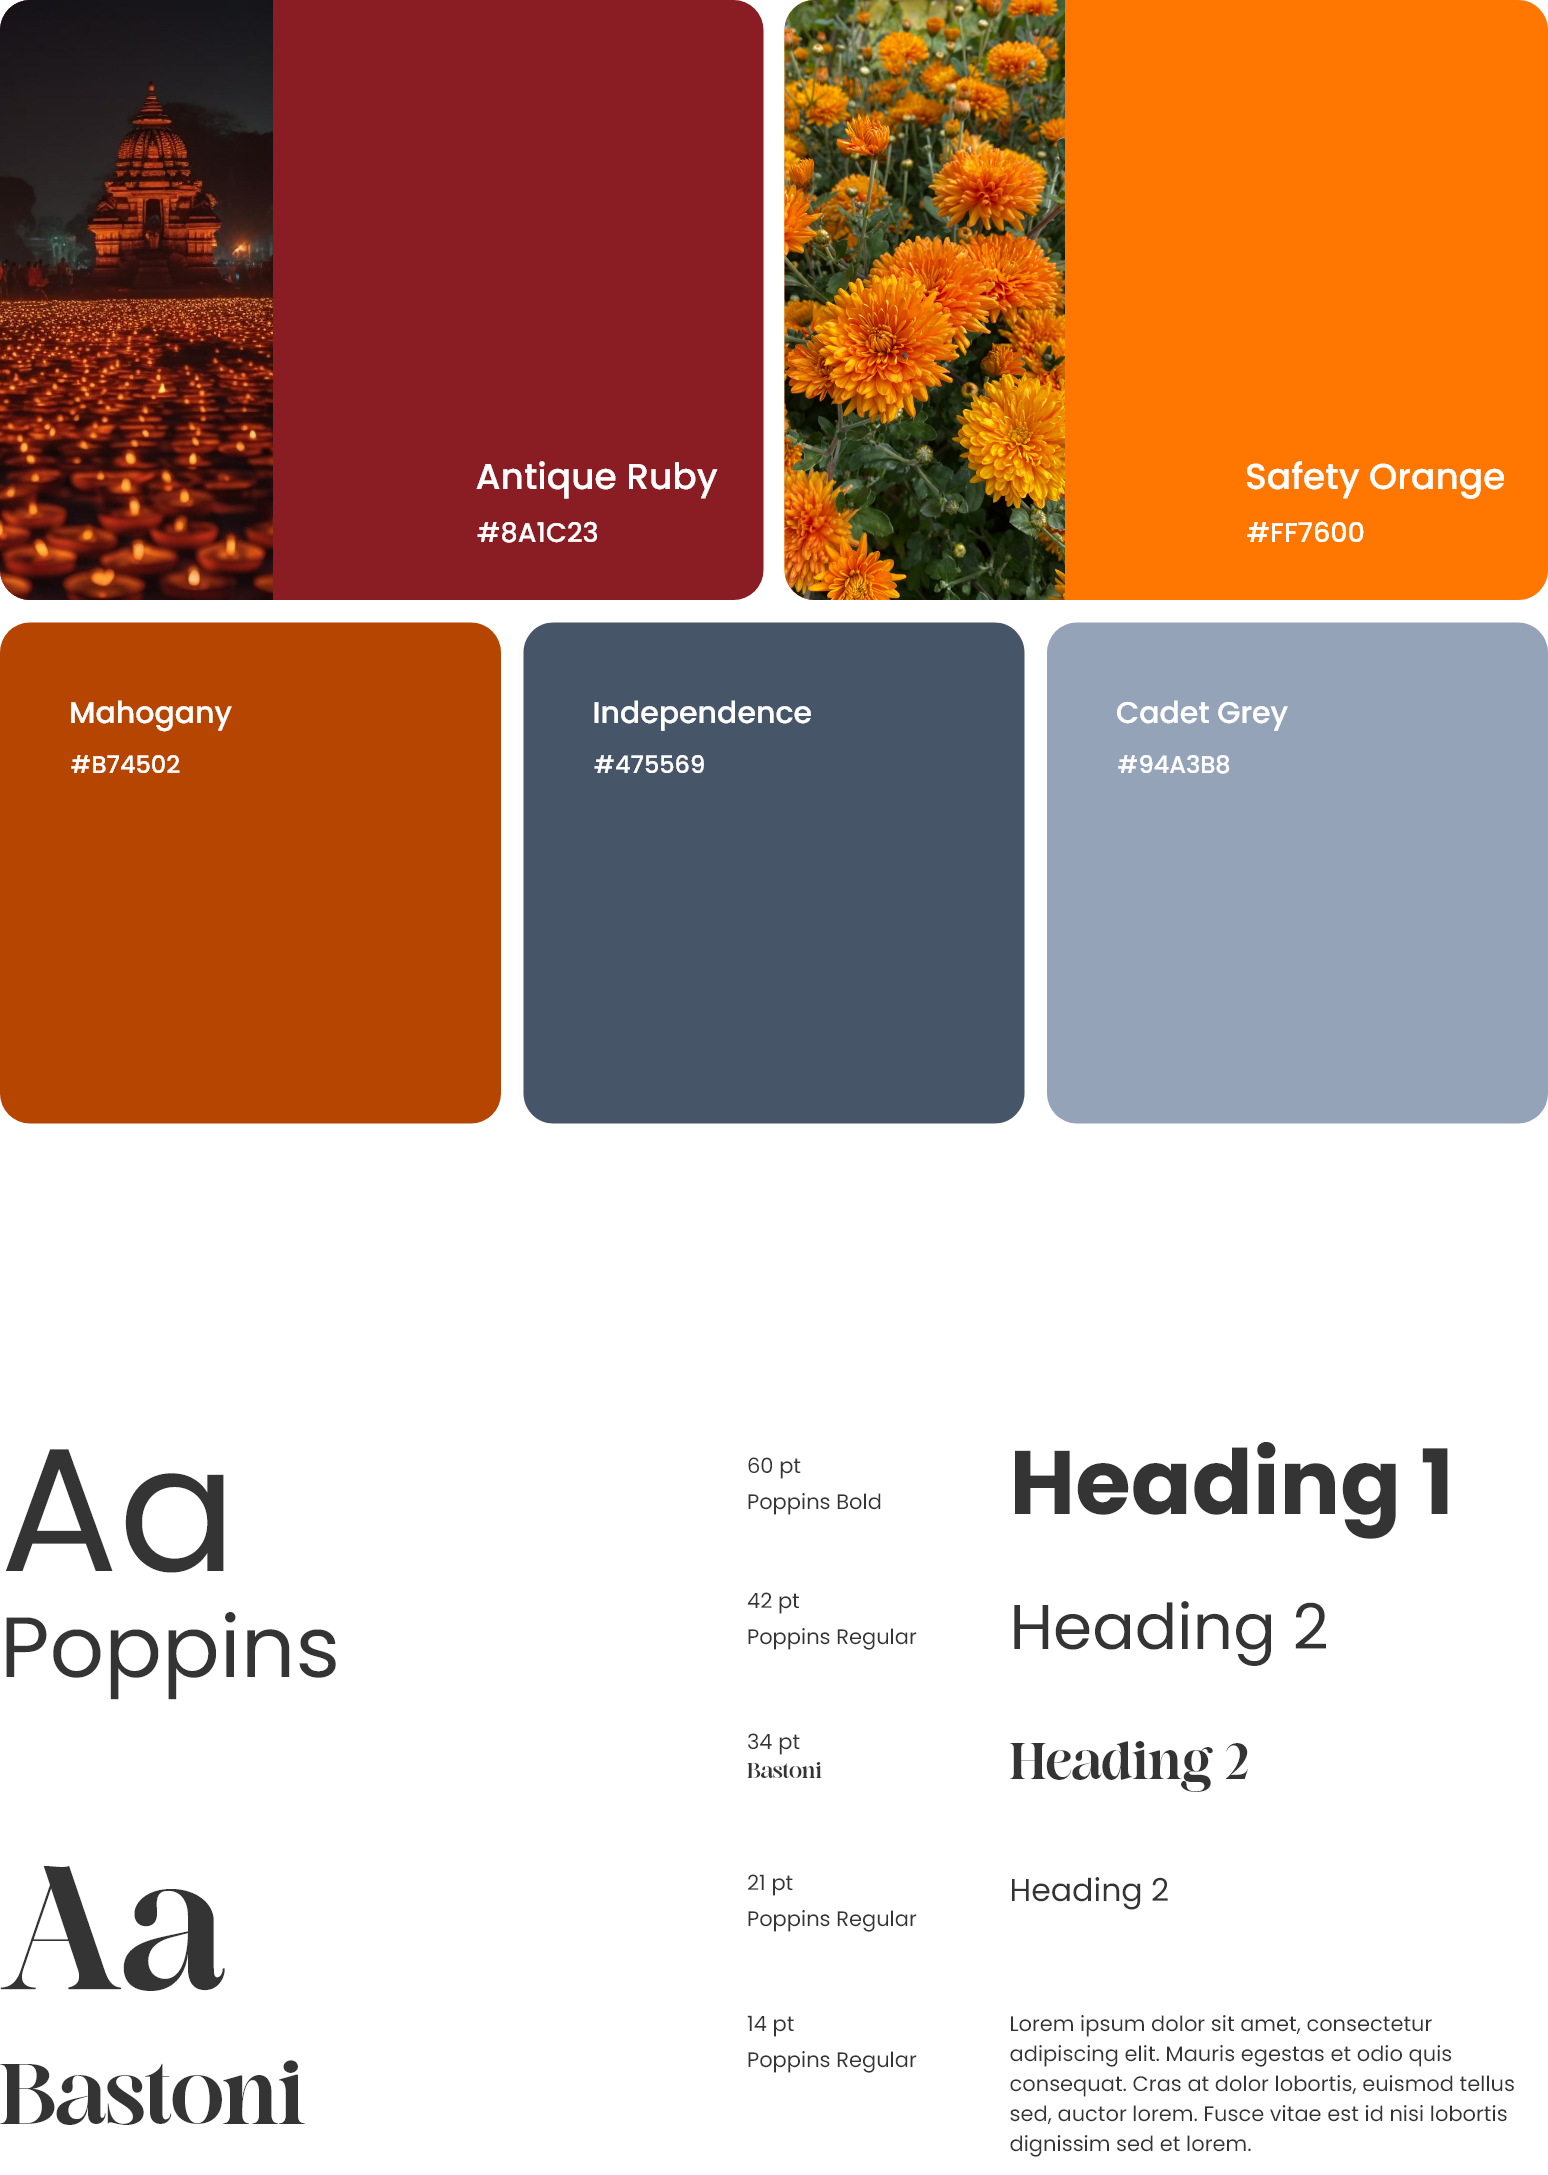 Antique Ruby
#8A1C23
Safety Orange
#FF7600
Mahogany
#B74502
Independence
#475569
Cadet Grey
#94A3B8
Aa
Poppins
Aa
Bastoni
60 pt
Poppins Bold
Heading 1
42 pt
Poppins Regular
Heading 2
34 pt
Bastoni
Heading 2
21 pt
Poppins Regular
Heading 2
14 pt
Poppins Regular
Lorem ipsum dolor sit amet, consectetur
adipiscing elit. Mauris egestas et odio quis
consequat. Cras at dolor lobortis, euismod tellus
sed, auctor lorem. Fusce vitae est id nisi lobortis
dignissim sed et lorem.